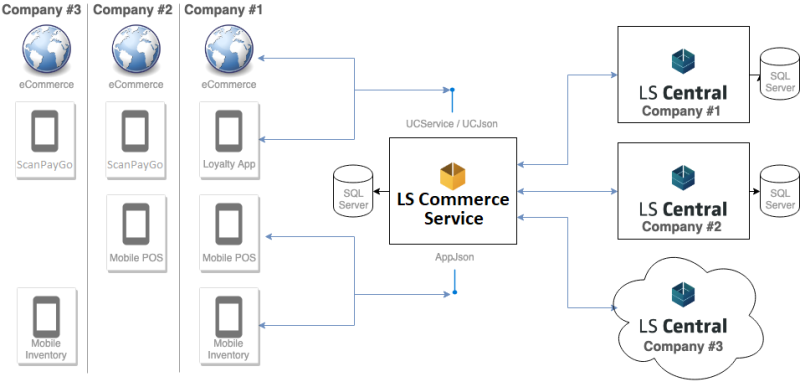 Company #3
Company #2
Company #1
eCommerce
eCommerce
eCommerce
ScanPayGo
ScanPayGo
Loyalty App
Mobile POS
Mobile POS
Mobile
Inventory
Mobile
Inventory
UCService / UCJson
LS Commerce
Service
SQL
Server
AppJson
LS Central
Company #1
SQL
Server
LS Central
Company #2
SQL
Server
LS Central
Company #3